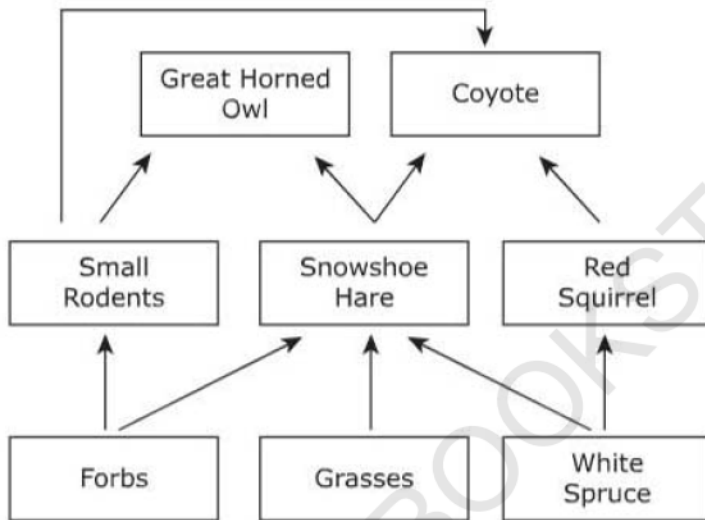 Great Horned
Owl
Coyote
Small
Rodents
Snowshoe
Hare
Red
Squirrel
Forbs
Grasses
White
Spruce